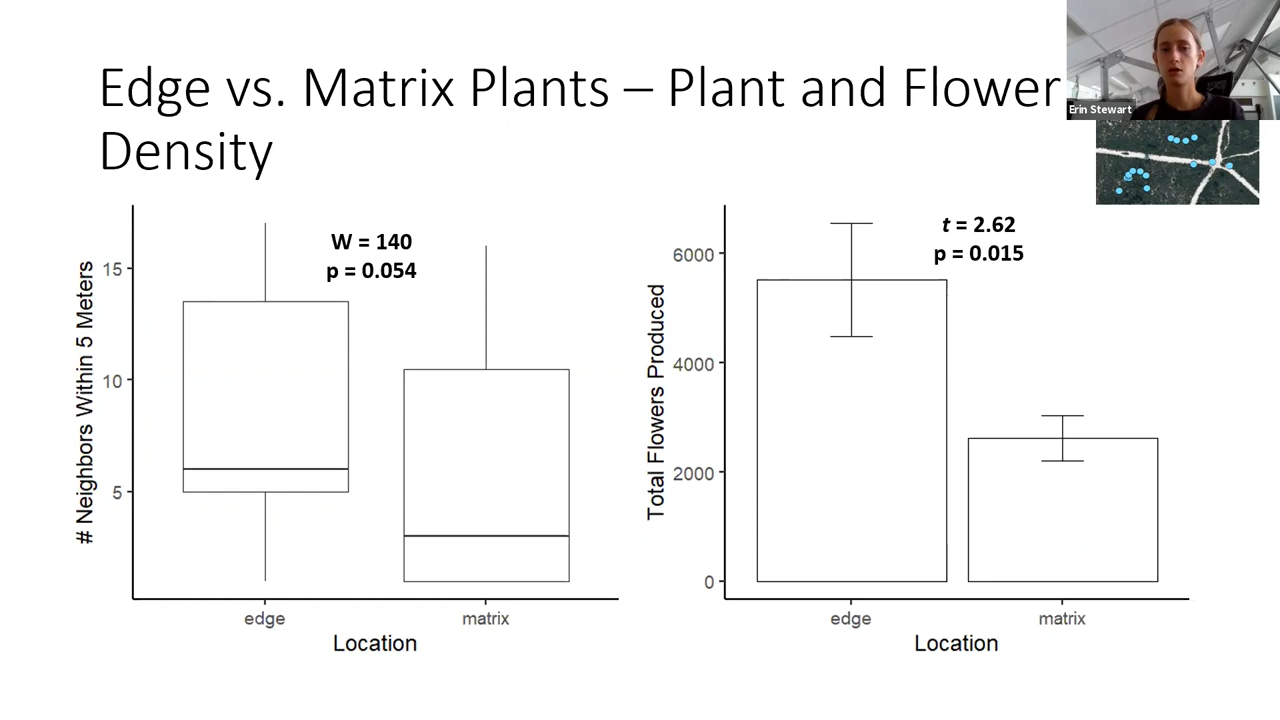 Edge vs. Matrix Plants – Plant and Flower
Density
Erin Stewart
# Neighbors Within 5 Meters
15
10
5
W = 140
p = 0.054
edge
matrix
Location
Total Flowers Produced
6000
4000
2000
0
t = 2.62
p = 0.015
edge
matrix
Location